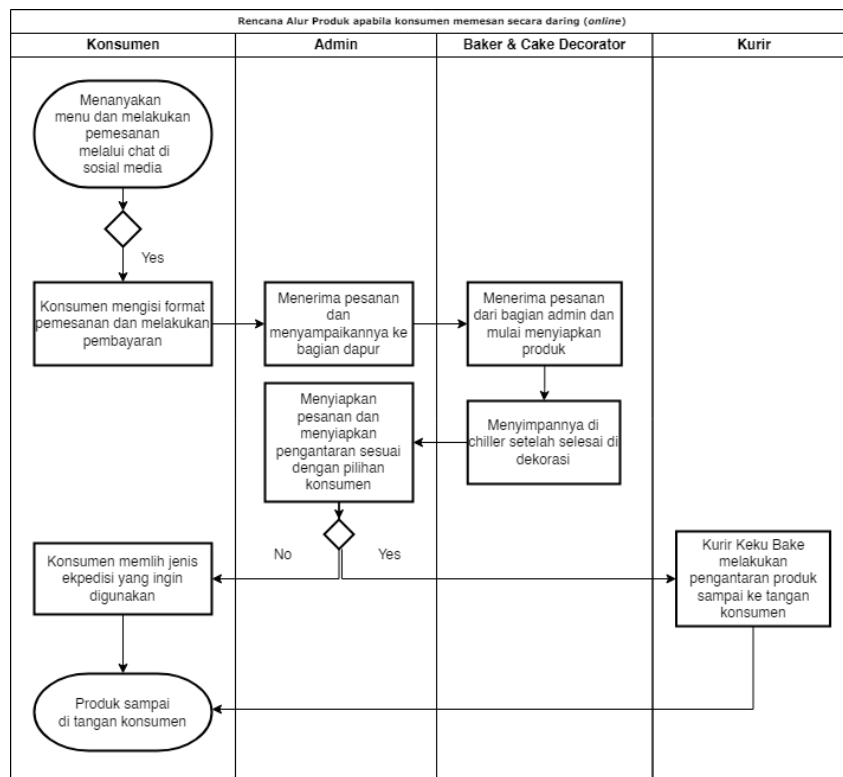 Rencana Alur Produk apabila konsumen memesan secara daring (online)
Konsumen
Admin
Baker & Cake Decorator
Kurir
Menanyakan
menu dan melakukan
pemesanan
melalui chat di
sosial media
Yes
Konsumen mengisi format
pemesanan dan melakukan
pembayaran
Menerima pesanan
dan
menyampaikannya ke
bagian dapur
Menerima pesanan
dari bagian admin dan
mulai menyiapkan
produk
Menyimpannya di
chiller setelah selesai di
dekorasi
Menyiapkan
pesanan dan
menyiapkan
pengantaran sesuai
dengan pilihan
konsumen
No
Yes
Konsumen memlih jenis
ekpedisi yang ingin
digunakan
Kurir Keku Bake
melakukan
pengantaran produk
sampai ke tangan
konsumen
Produk sampai
di tangan konsumen